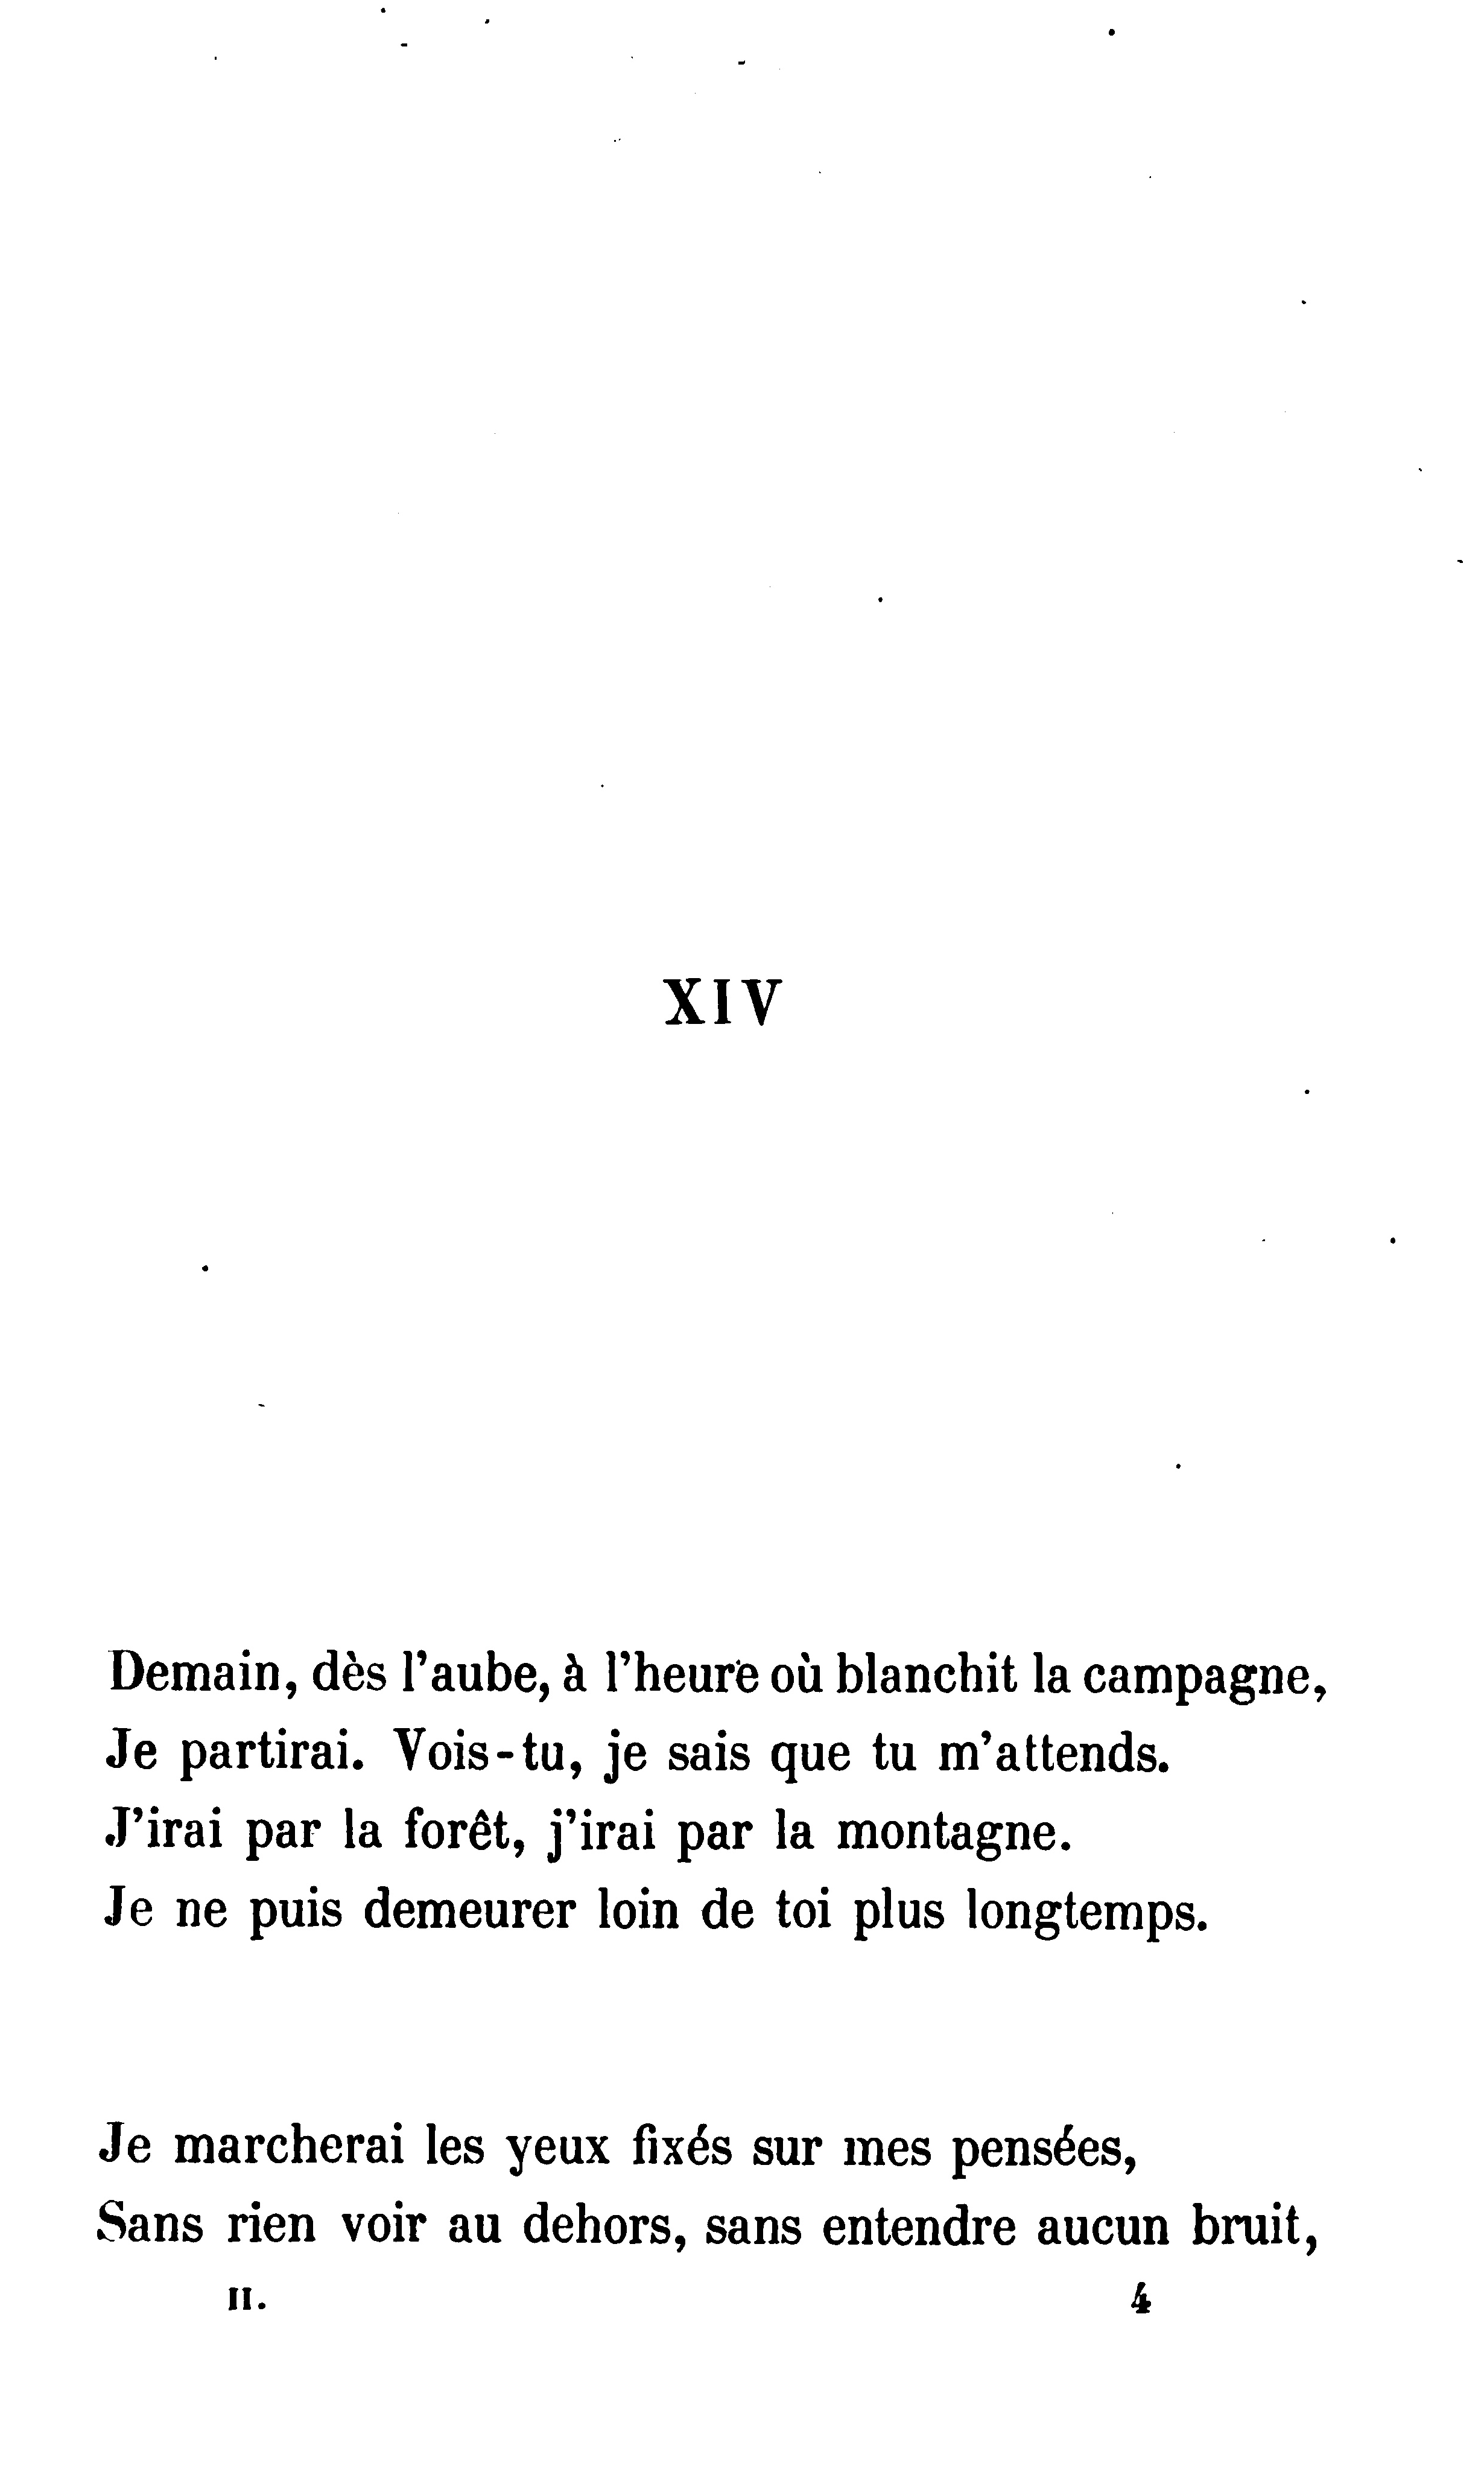 XIV
Demain, dès l'aube, à l'heure où blanchit la campagne,
Je partirai. Vois-tu, je sais que tu m'attends.
J'irai par la forêt, j'irai par la montagne.
Je ne puis demeurer loin de toi plus longtemps.
Je marcherai les yeux fixés sur mes pensées,
Sans rien voir au dehors, sans entendre aucun bruit,
II. 4